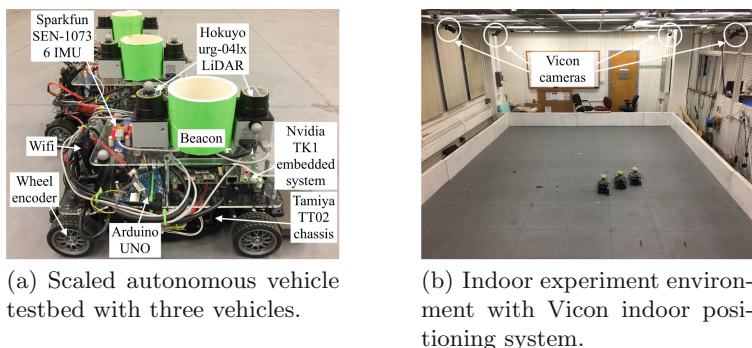 Sparkfun
SEN-1073
6 IMU
Hokuyo
urg-04lx
LiDAR
Beacon
Wifi
Nvidia
TK1
embedded
system
Wheel
encoder
Arduino
UNO
Tamiya
TT02
chassis
(a) Scaled autonomous vehicle
testbed with three vehicles.
Vicon
cameras
(b) Indoor experiment environ-
ment with Vicon indoor posi-
tioning system.